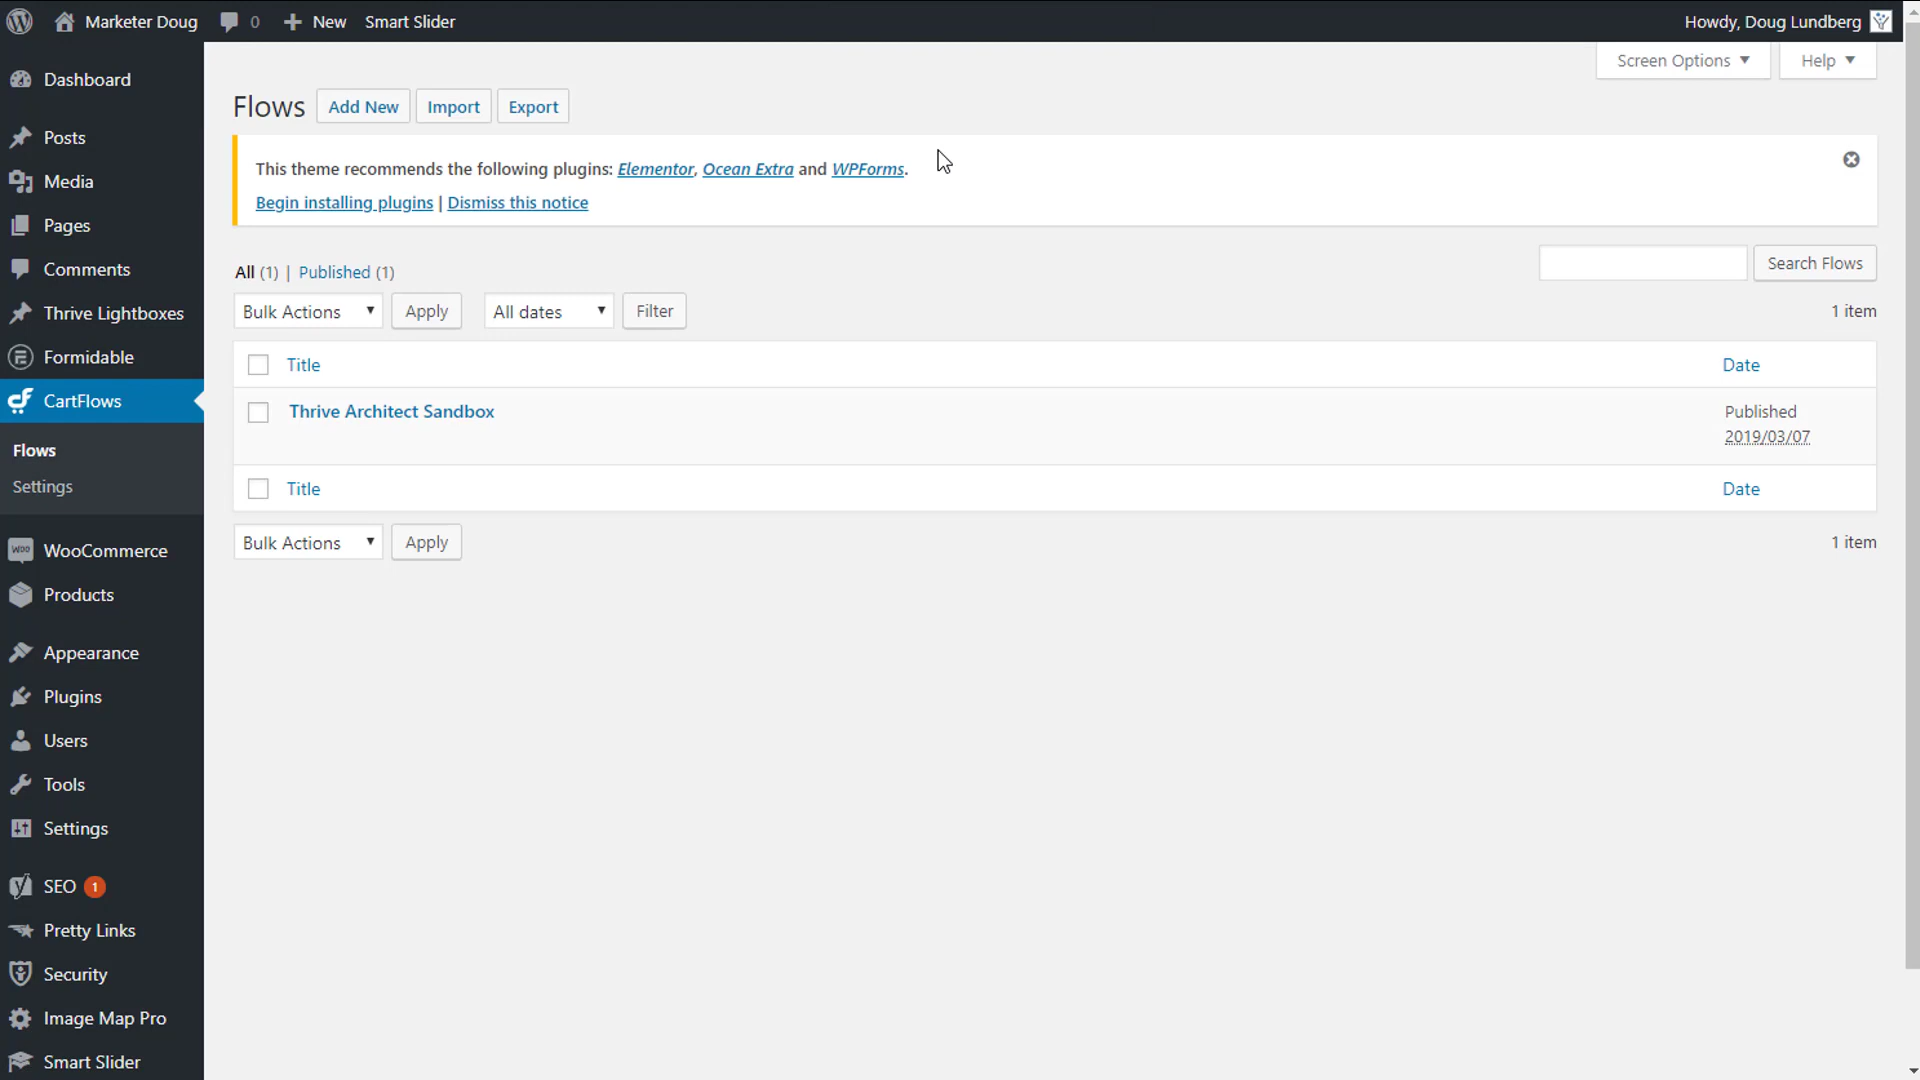 Marketer Doug 0 New Smart Slider Howdy, Doug Lundberg
Screen Options Help
Dashboard
Posts
Media
Pages
Comments
Thrive Lightboxes
Formidable
CartFlows
Flows
Settings
WooCommerce
Products
Appearance
Plugins
Users
Tools
Settings
SEO 1
Pretty Links
Security
Image Map Pro
Smart Slider
Flows Add New Import Export
This theme recommends the following plugins: Elementor, Ocean Extra and WPForms.
Begin installing plugins | Dismiss this notice
All (1) | Published (1)
Search Flows
Bulk Actions Apply All dates Filter 1 item
Title Date
Thrive Architect Sandbox Published
2019/03/07
Title Date
Bulk Actions Apply 1 item